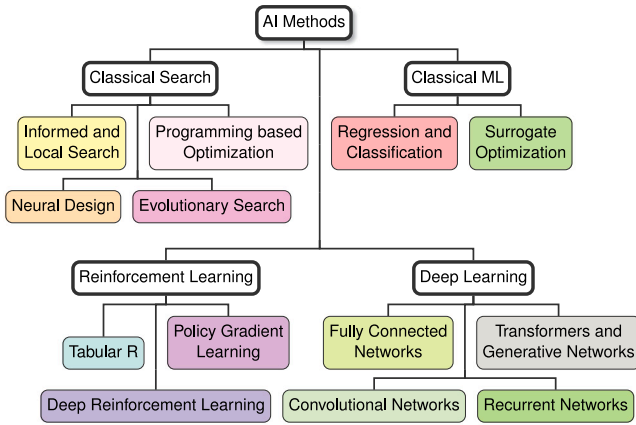 AI Methods
Classical Search
Classical ML
Informed and
Local Search
Programming based
Optimization
Regression and
Classification
Surrogate
Optimization
Neural Design
Evolutionary Search
Reinforcement Learning
Deep Learning
Tabular R
Policy Gradient
Learning
Fully Connected
Networks
Transformers and
Generative Networks
Deep Reinforcement Learning
Convolutional Networks
Recurrent Networks